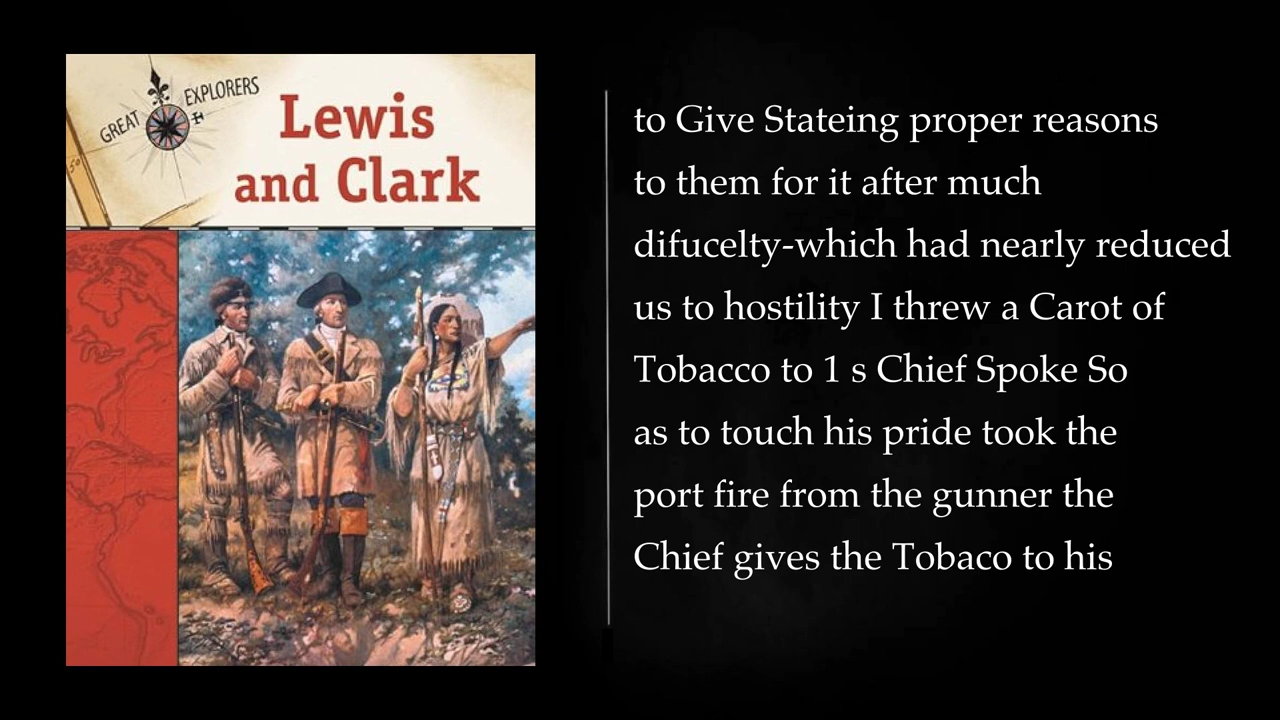 GREAT EXPLORERS
Lewis
and Clark
50
to Give Stateing proper reasons
to them for it after much
difucelty-which had nearly reduced
us to hostility I threw a Carot of
Tobacco to 1 s Chief Spoke So
as to touch his pride took the
port fire from the gunner the
Chief gives the Tobaco to his